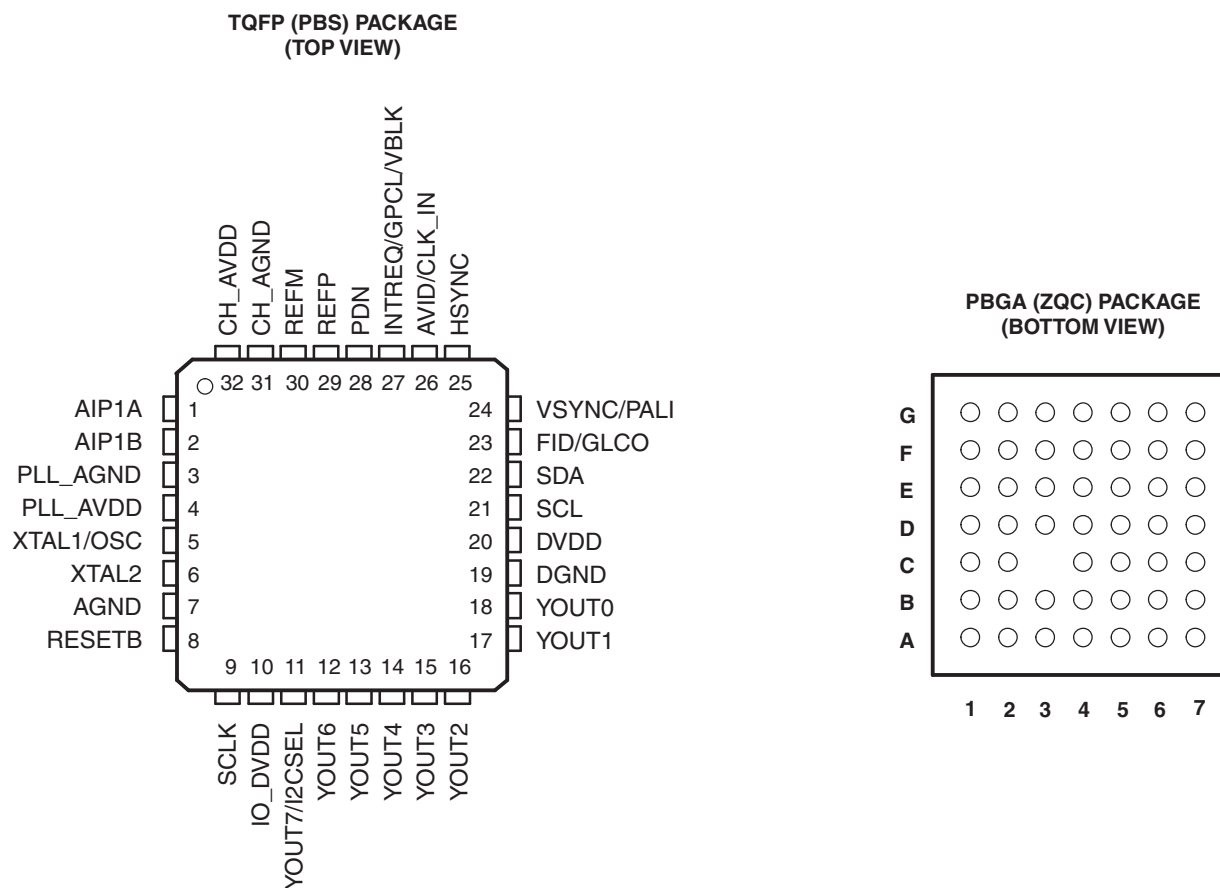 TQFP (PBS) PACKAGE
(TOP VIEW)
CH_AVDD
CH_AGND
REFM
REFP
PDN
INTREQ/GPCL/VBLK
AVID/CLK_IN
HSYNC
32 31 30 29 28 27 26 25
AIP1A 1
AIP1B 2
PLL_AGND 3
PLL_AVDD 4
XTAL1/OSC 5
XTAL2 6
AGND 7
RESETB 8
24 VSYNC/PALI
23 FID/GLCO
22 SDA
21 SCL
20 DVDD
19 DGND
18 YOUT0
17 YOUT1
9 10 11 12 13 14 15 16
SCLK
IO_DVDD
YOUT7/I2CSEL
YOUT6
YOUT5
YOUT4
YOUT3
YOUT2
PBGA (ZQC) PACKAGE
(BOTTOM VIEW)
G
F
E
D
C
B
A
1 2 3 4 5 6 7